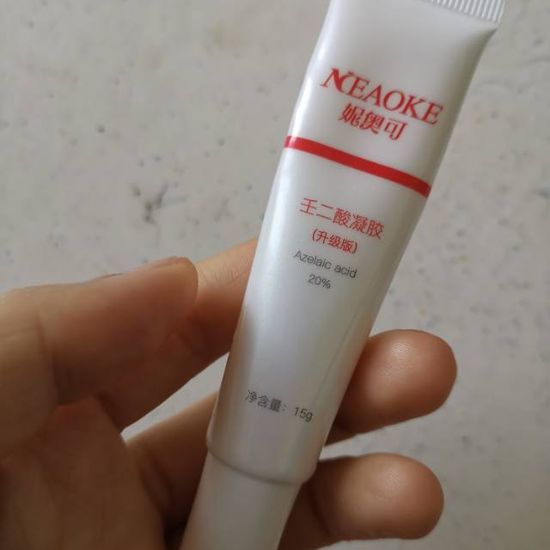 NEAOKE
妮奥可
壬二酸凝胶
(升级版)
Azelaic acid
20%
净含量：15g